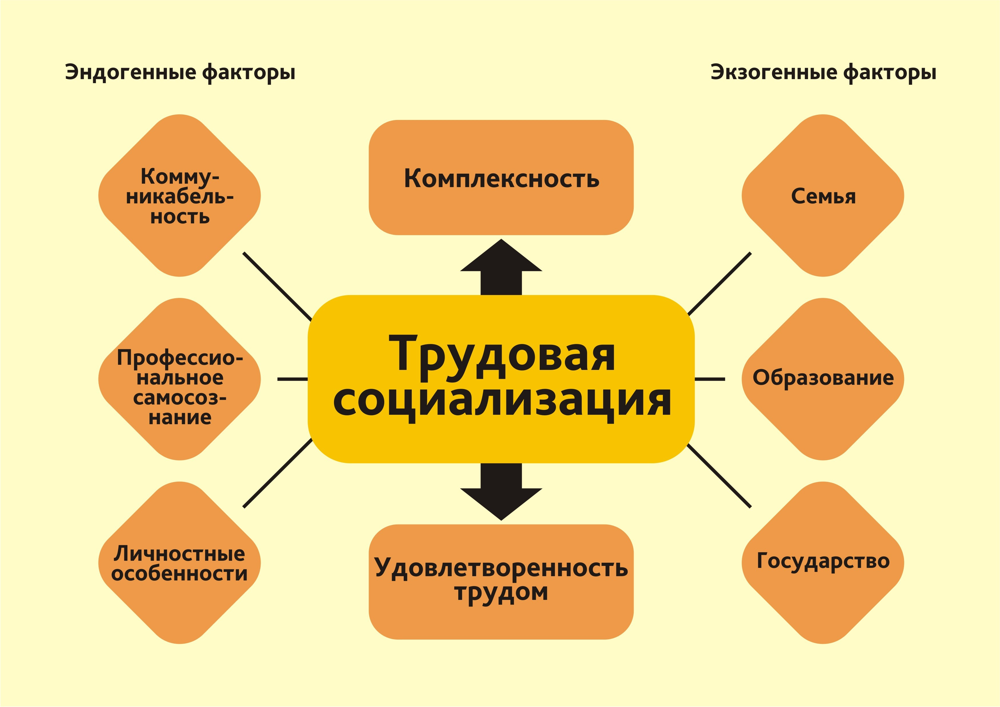 Эндогенные факторы
Экзогенные факторы
Комму-
никабель-
ность
Комплексность
Семья
Профессио-
нальное
самосоз-
нание
Трудовая
социализация
Образование
Личностные
особенности
Удовлетворенность
трудом
Государство